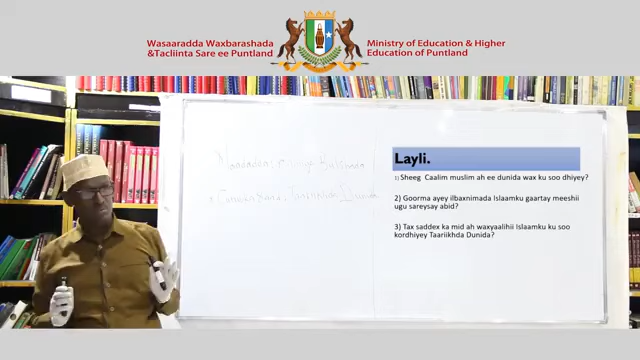 Wasaaradda Waxbarashada
&Tacliinta Sare ee Puntland
Ministry of Education & Higher
Education of Puntland
Layli.
1) Sheeg Caalim muslim ah ee dunida wax ku soo dhiyey?
2) Goorma ayey ilbaxnimada Islaamku gaartay meeshii
ugu sareysay abid?
3) Tax saddex ka mid ah waxyaalihii Islaamku ku soo
kordhiyey Taariikhda Dunida?
Dunida